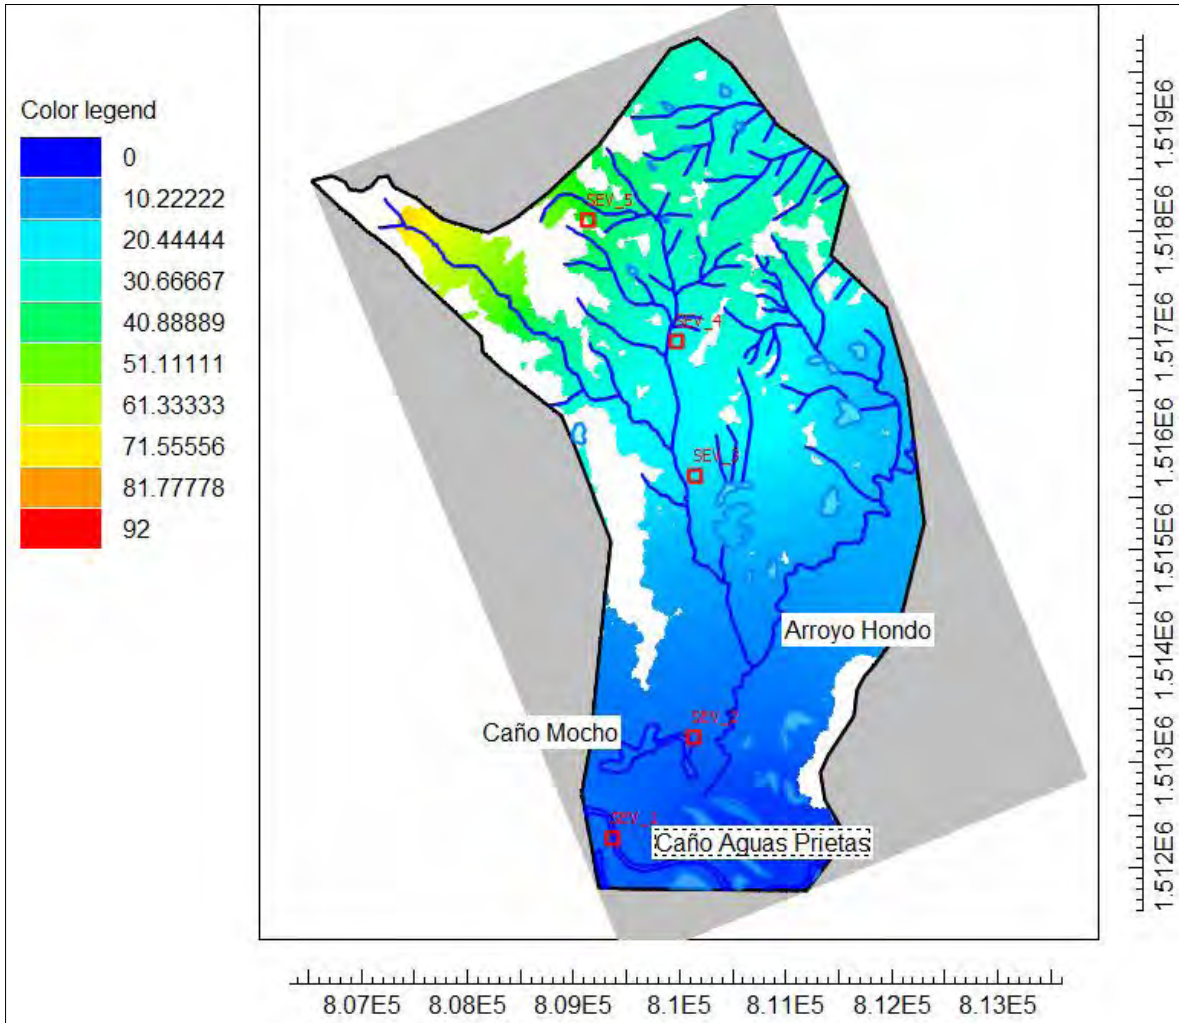 Color legend
0
10.22222
20.44444
30.66667
40.88889
51.11111
61.33333
71.55556
81.77778
92
SEV_5
SEV_4
SEV_3
Arroyo Hondo
SEV_2
Caño Mocho
SEV_1
Caño Aguas Prietas
1.519E6
1.518E6
1.517E6
1.516E6
1.515E6
1.514E6
1.513E6
1.512E6
8.07E5 8.08E5 8.09E5 8.1E5 8.11E5 8.12E5 8.13E5